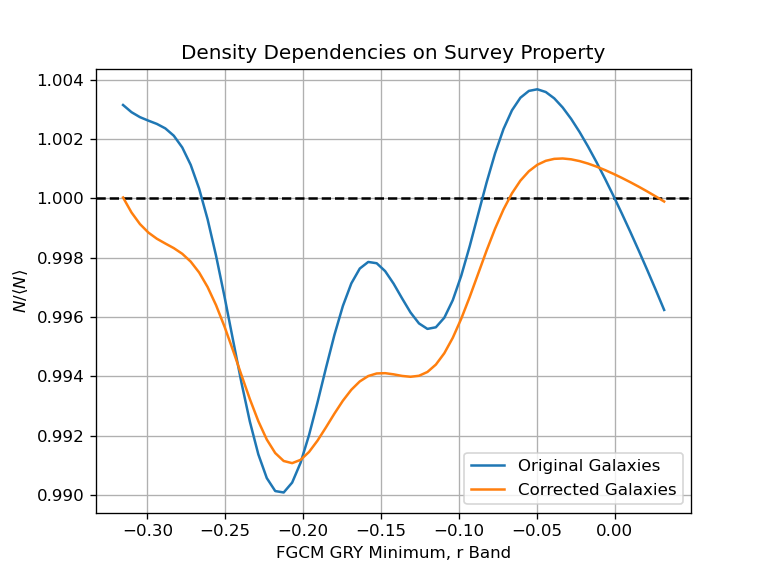 Density Dependencies on Survey Property
1.004
1.002
1.000
0.998
0.996
0.994
0.992
0.990
N/⟨N⟩
Original Galaxies
Corrected Galaxies
−0.30 −0.25 −0.20 −0.15 −0.10 −0.05 0.00
FGCM GRY Minimum, r Band